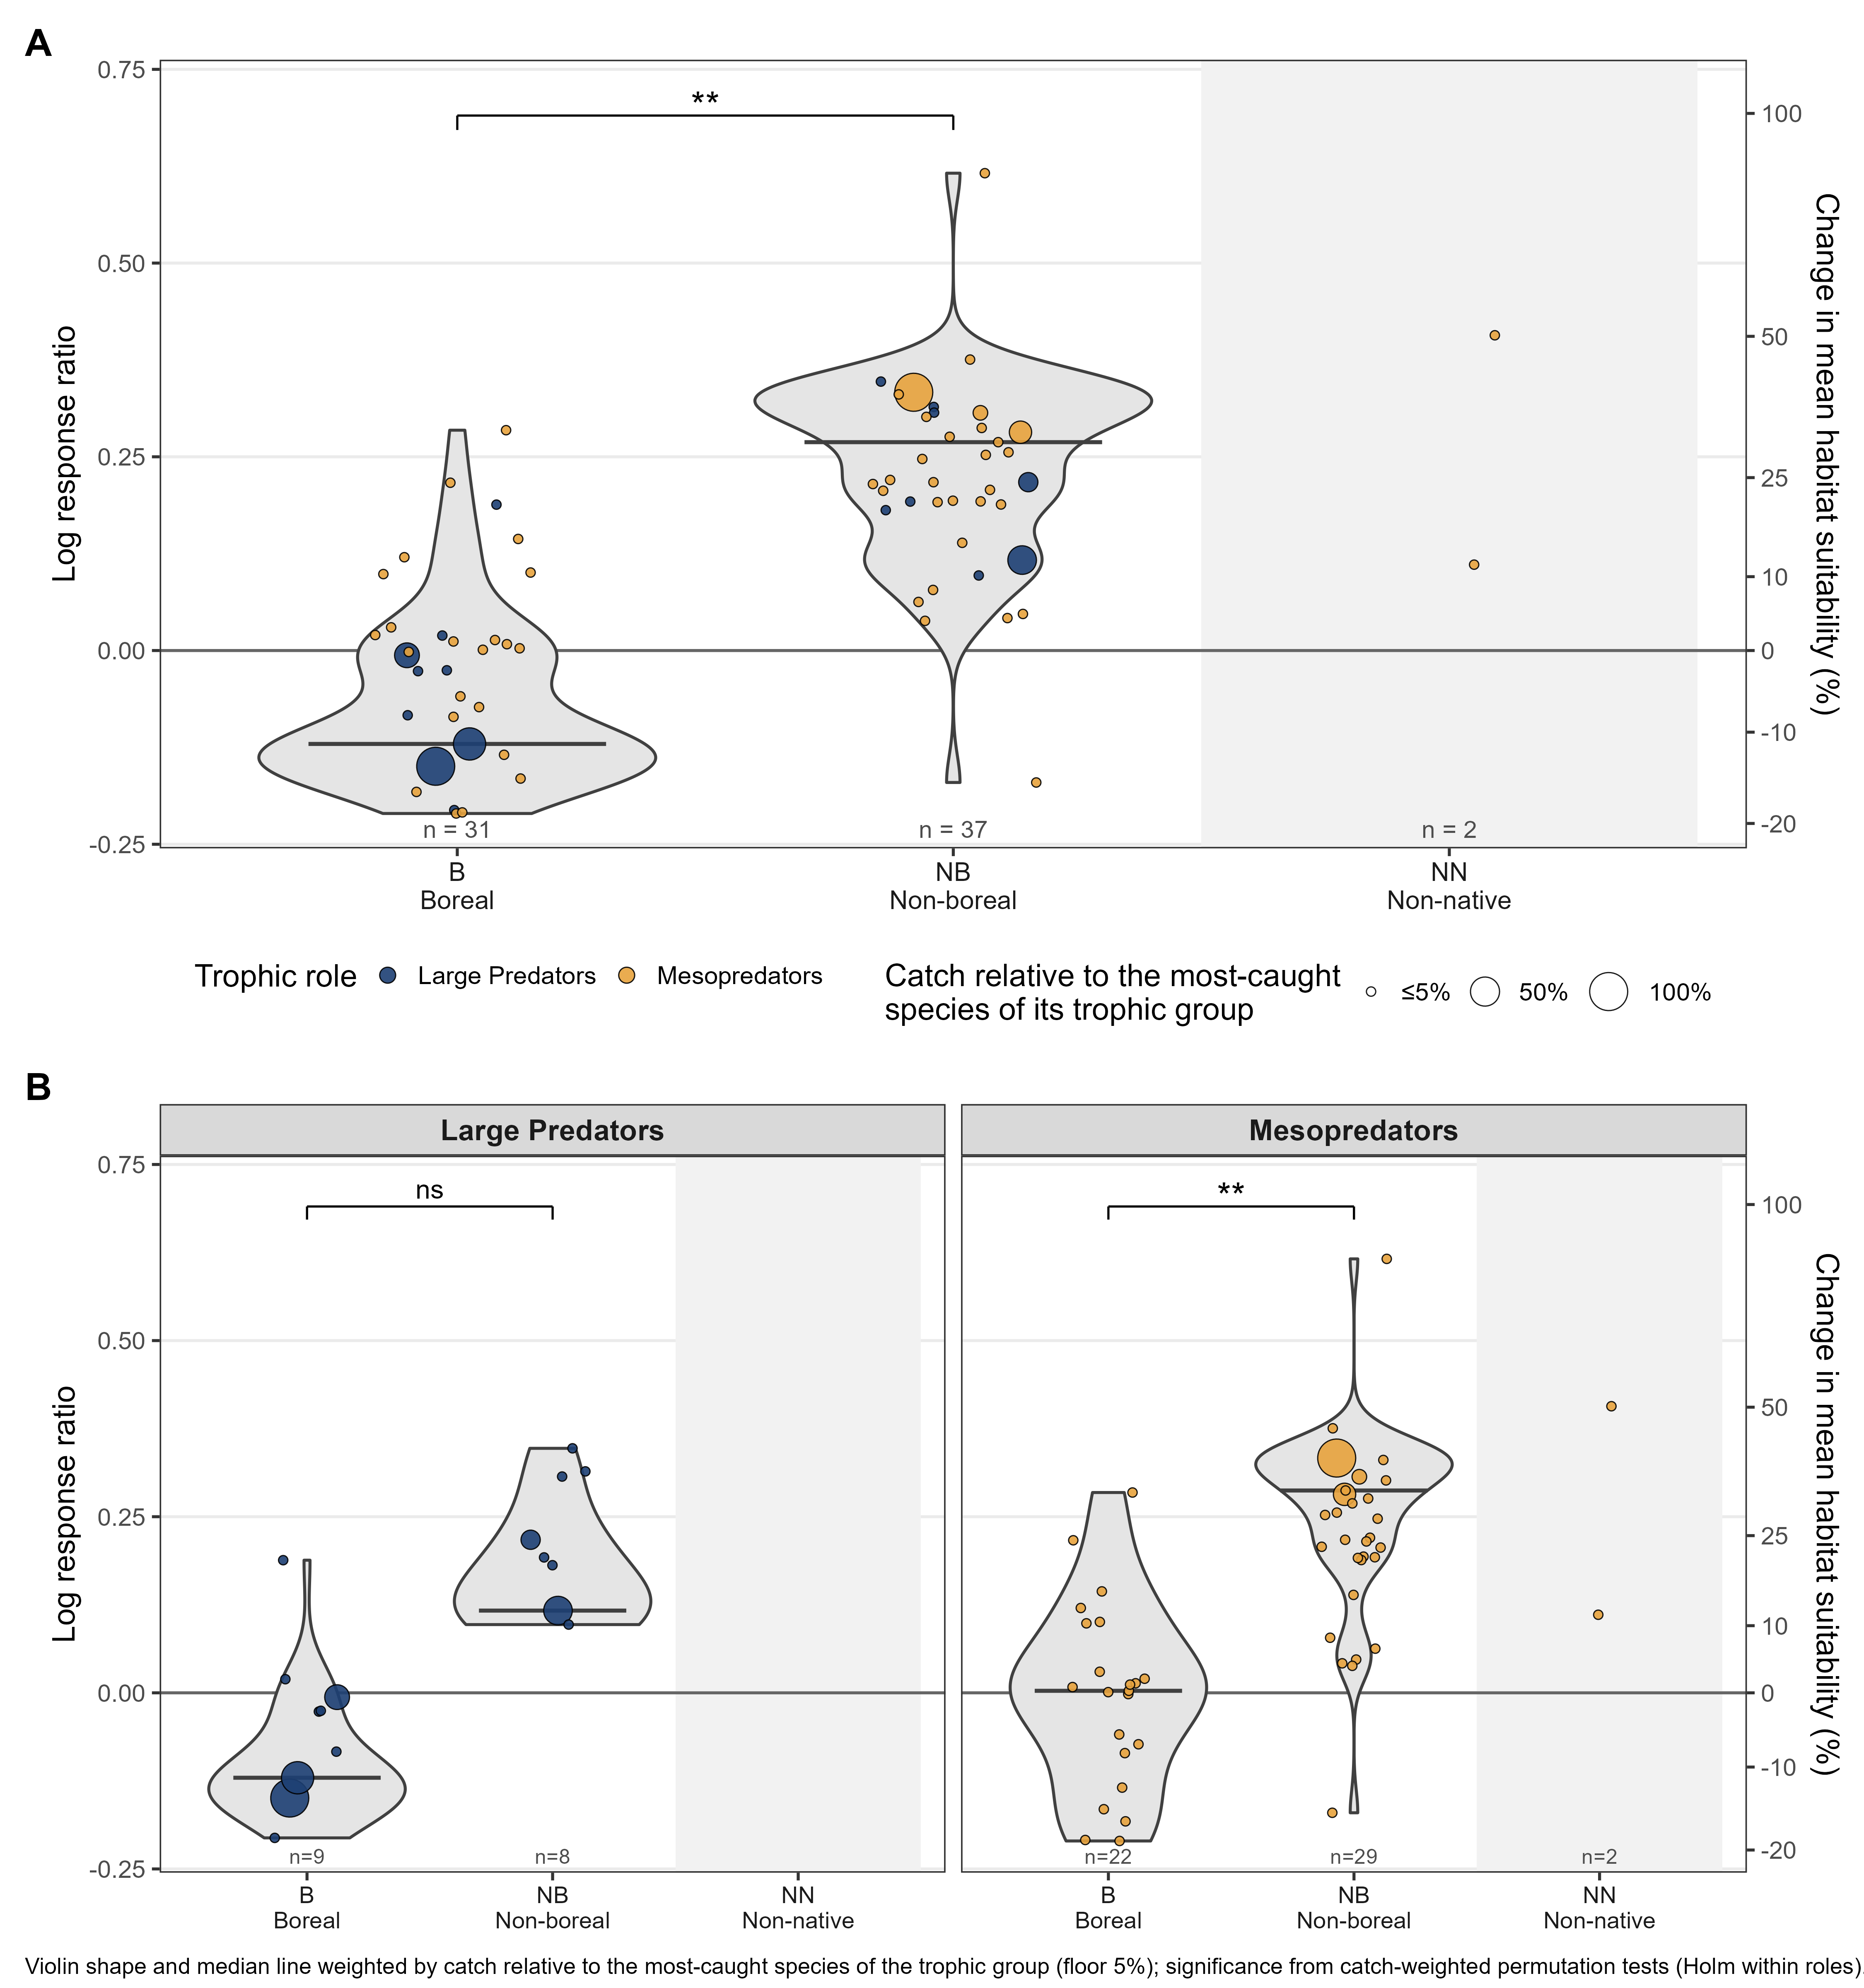 A
0.75
0.50
0.25
0.00
-0.25
Log response ratio
**
100
50
25
10
0
-10
-20
Change in mean habitat suitability (%)
n = 31
n = 37
n = 2
B
Boreal
NB
Non-boreal
NN
Non-native
Trophic role
Large Predators
Mesopredators
Catch relative to the most-caught
species of its trophic group
≤5%
50%
100%
B
Large Predators
Mesopredators
0.75
0.50
0.25
0.00
-0.25
Log response ratio
ns
**
100
50
25
10
0
-10
-20
Change in mean habitat suitability (%)
n=9
n=8
n=22
n=29
n=2
B
Boreal
NB
Non-boreal
NN
Non-native
B
Boreal
NB
Non-boreal
NN
Non-native
Violin shape and median line weighted by catch relative to the most-caught species of the trophic group (floor 5%); significance from catch-weighted permutation tests (Holm within roles).